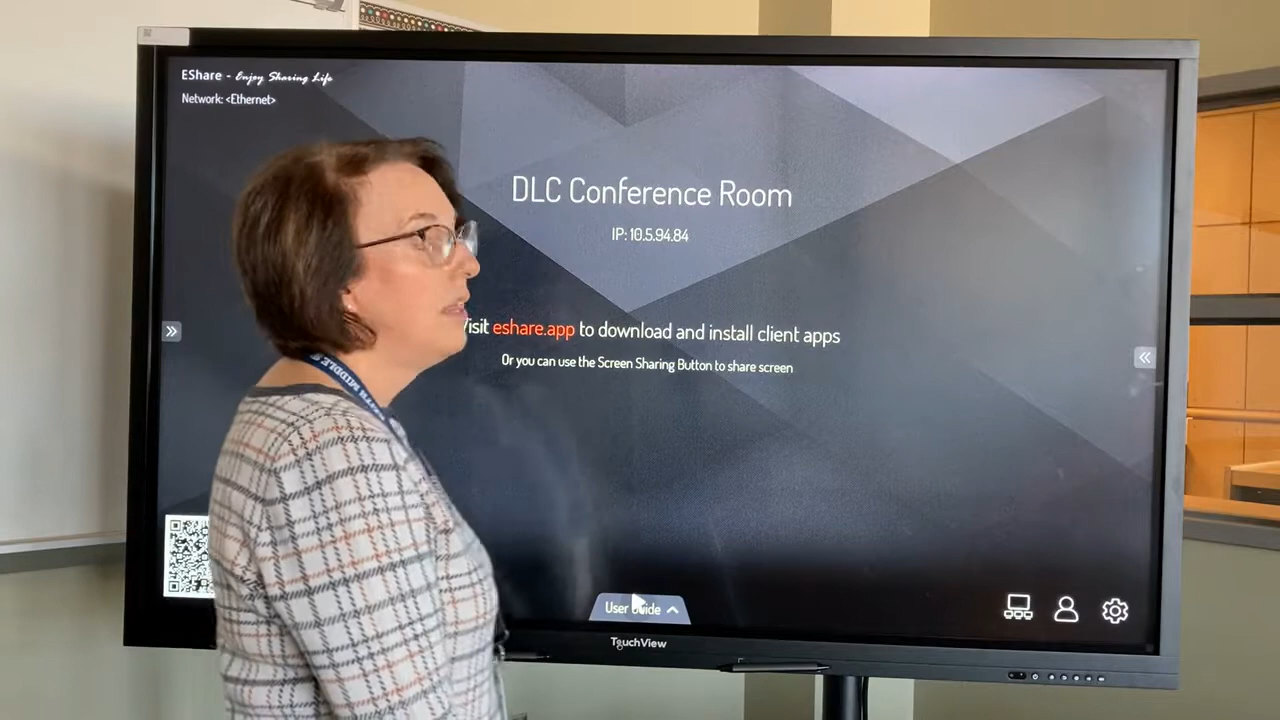 EShare - Enjoy Sharing Life
Network: <Ethernet>
DLC Conference Room
IP: 10.5.94.84
eshare.app to download and install client apps
Or you can use the Screen Sharing Button to share screen
MIDDLE
User Guide
TouchView